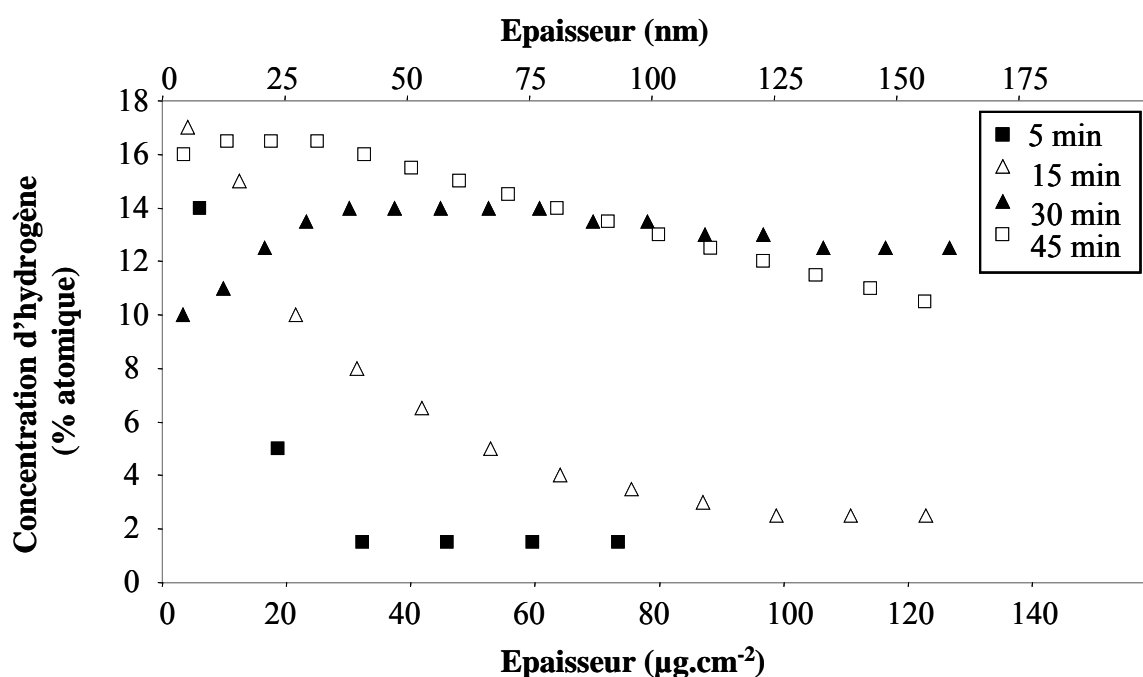 Epaisseur (nm)
0 25 50 75 100 125 150 175
18
16
14
12
10
8
6
4
2
0
Concentration d'hydrogène
(% atomique)
5 min
15 min
30 min
45 min
0 20 40 60 80 100 120 140
Epaisseur (µg.cm-2)